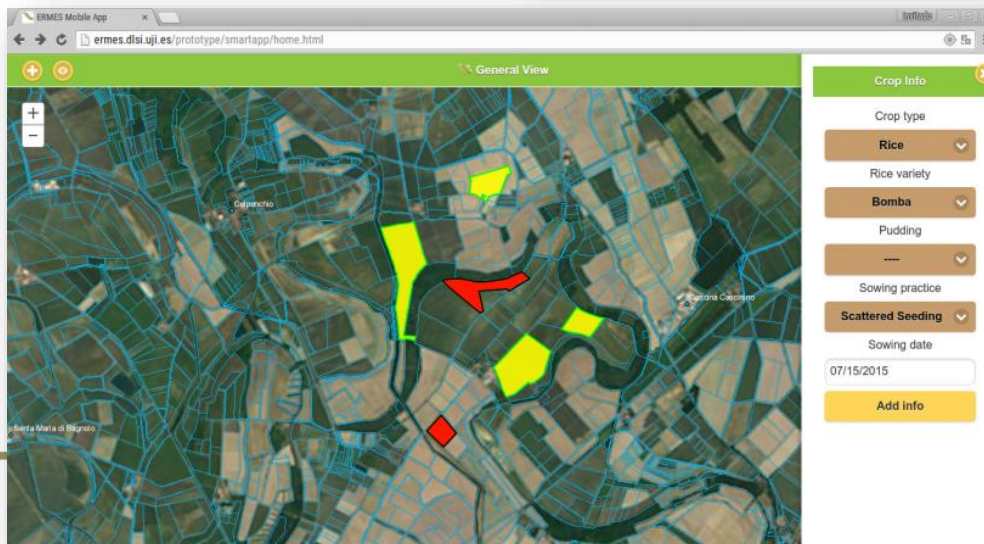 ERMES Mobile App
Invitado
ermes.dlsi.uji.es/prototype/smartapp/home.html
General View
Crop Info
+
−
Crop type
Rice
Rice variety
Bomba
Pudding
----
Sowing practice
Scattered Seeding
Sowing date
07/15/2015
Add info
Cascina Cascinino
Santa Maria di Bagnolo